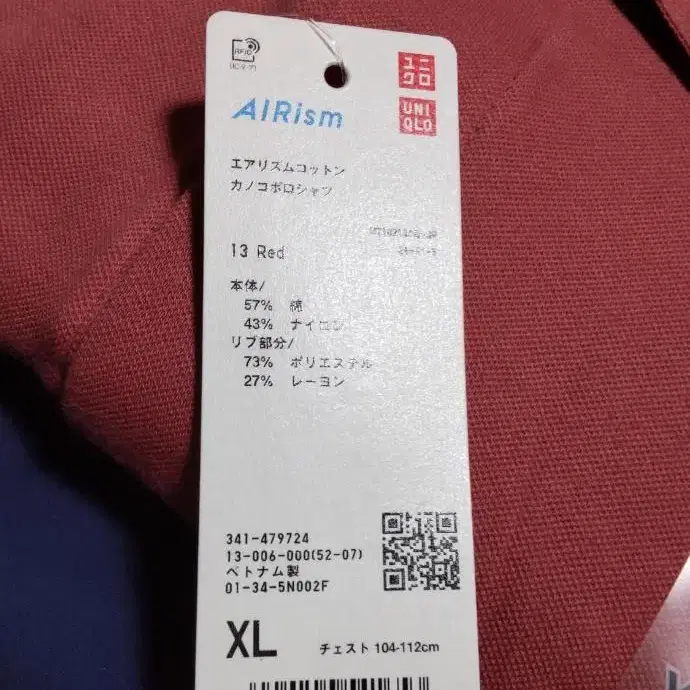 RFID
ユニクロ
AIRism
UNIQLO
エアリズムコットン
カノコポロシャツ
13 Red
本体/
57% 綿
43% ナイロン
リブ部分/
73% ポリエステル
27% レーヨン
341-479724
13-006-000(52-07)
ベトナム製
01-34-5N002F
XL チェスト 104-112cm